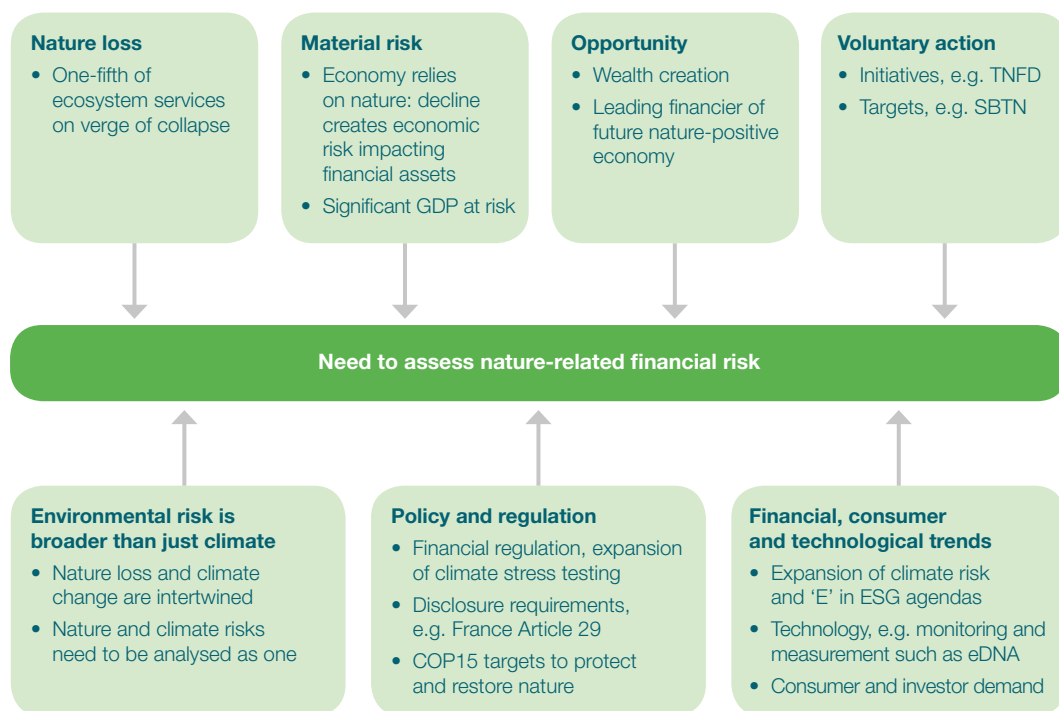 Nature loss
• One-fifth of
ecosystem services
on verge of collapse
Material risk
• Economy relies
on nature: decline
creates economic
risk impacting
financial assets
• Significant GDP at risk
Opportunity
• Wealth creation
• Leading financier of
future nature-positive
economy
Voluntary action
• Initiatives, e.g. TNFD
• Targets, e.g. SBTN
Need to assess nature-related financial risk
Environmental risk is
broader than just climate
• Nature loss and climate
change are intertwined
• Nature and climate risks
need to be analysed as one
Policy and regulation
• Financial regulation, expansion
of climate stress testing
• Disclosure requirements,
e.g. France Article 29
• COP15 targets to protect
and restore nature
Financial, consumer
and technological trends
• Expansion of climate risk
and ‘E’ in ESG agendas
• Technology, e.g. monitoring and
measurement such as eDNA
• Consumer and investor demand